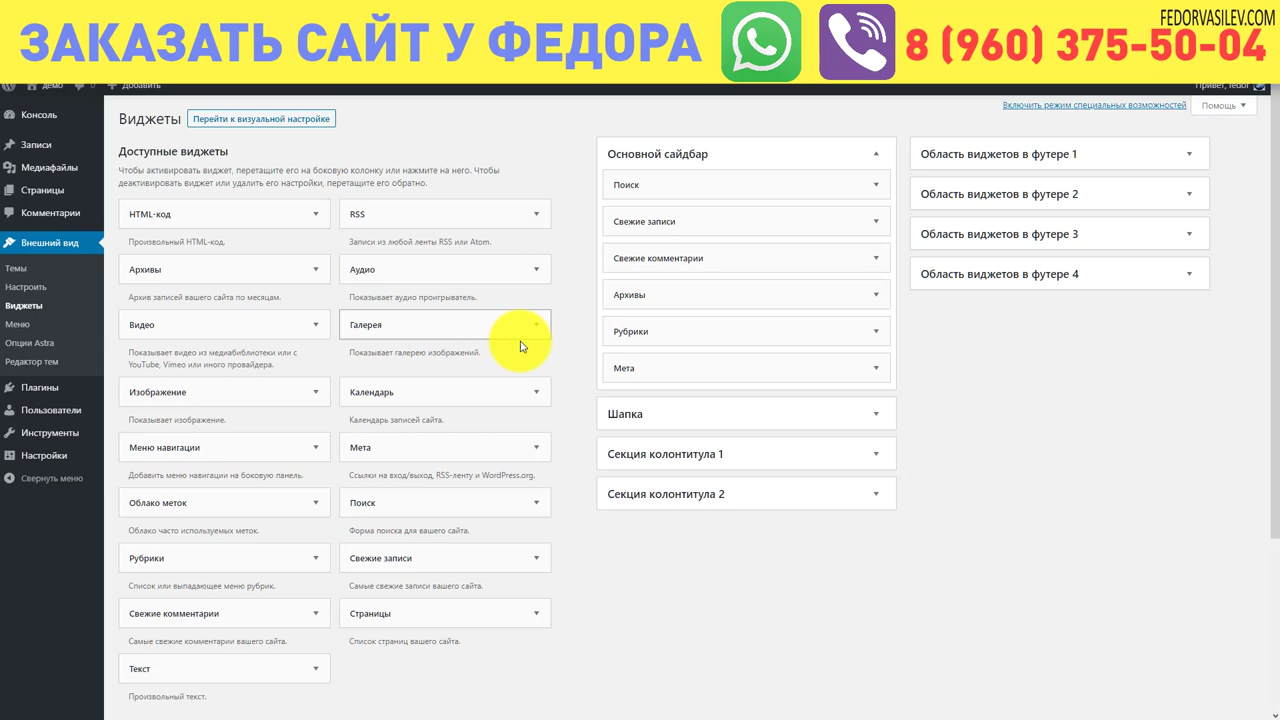 ЗАКАЗАТЬ САЙТ У ФЕДОРА
FEDORVASILEV.COM
8 (960) 375-50-04
демо
0
Добавить
Привет, fedor
Включить режим специальных возможностей
Помощь
Консоль
Записи
Медиафайлы
Страницы
Комментарии
Внешний вид
Темы
Настроить
Виджеты
Меню
Опции Astra
Редактор тем
Плагины
Пользователи
Инструменты
Настройки
Свернуть меню
Виджеты
Перейти к визуальной настройке
Доступные виджеты
Чтобы активировать виджет, перетащите его на боковую колонку или нажмите на него. Чтобы
деактивировать виджет или удалить его настройки, перетащите его обратно.
HTML-код
RSS
Произвольный HTML-код.
Записи из любой ленты RSS или Atom.
Архивы
Аудио
Архив записей вашего сайта по месяцам.
Показывает аудио проигрыватель.
Видео
Галерея
Показывает видео из медиабиблиотеки или с
YouTube, Vimeo или иного провайдера.
Показывает галерею изображений.
Изображение
Календарь
Показывает изображение.
Календарь записей сайта.
Меню навигации
Мета
Добавить меню навигации на боковую панель.
Ссылки на вход/выход, RSS-ленту и WordPress.org.
Облако меток
Поиск
Облако часто используемых меток.
Форма поиска для вашего сайта.
Рубрики
Свежие записи
Список или выпадающее меню рубрик.
Самые свежие записи вашего сайта.
Свежие комментарии
Страницы
Самые свежие комментарии вашего сайта.
Список страниц вашего сайта.
Текст
Произвольный текст.
Основной сайдбар
Поиск
Свежие записи
Свежие комментарии
Архивы
Рубрики
Мета
Шапка
Секция колонтитула 1
Секция колонтитула 2
Область виджетов в футере 1
Область виджетов в футере 2
Область виджетов в футере 3
Область виджетов в футере 4